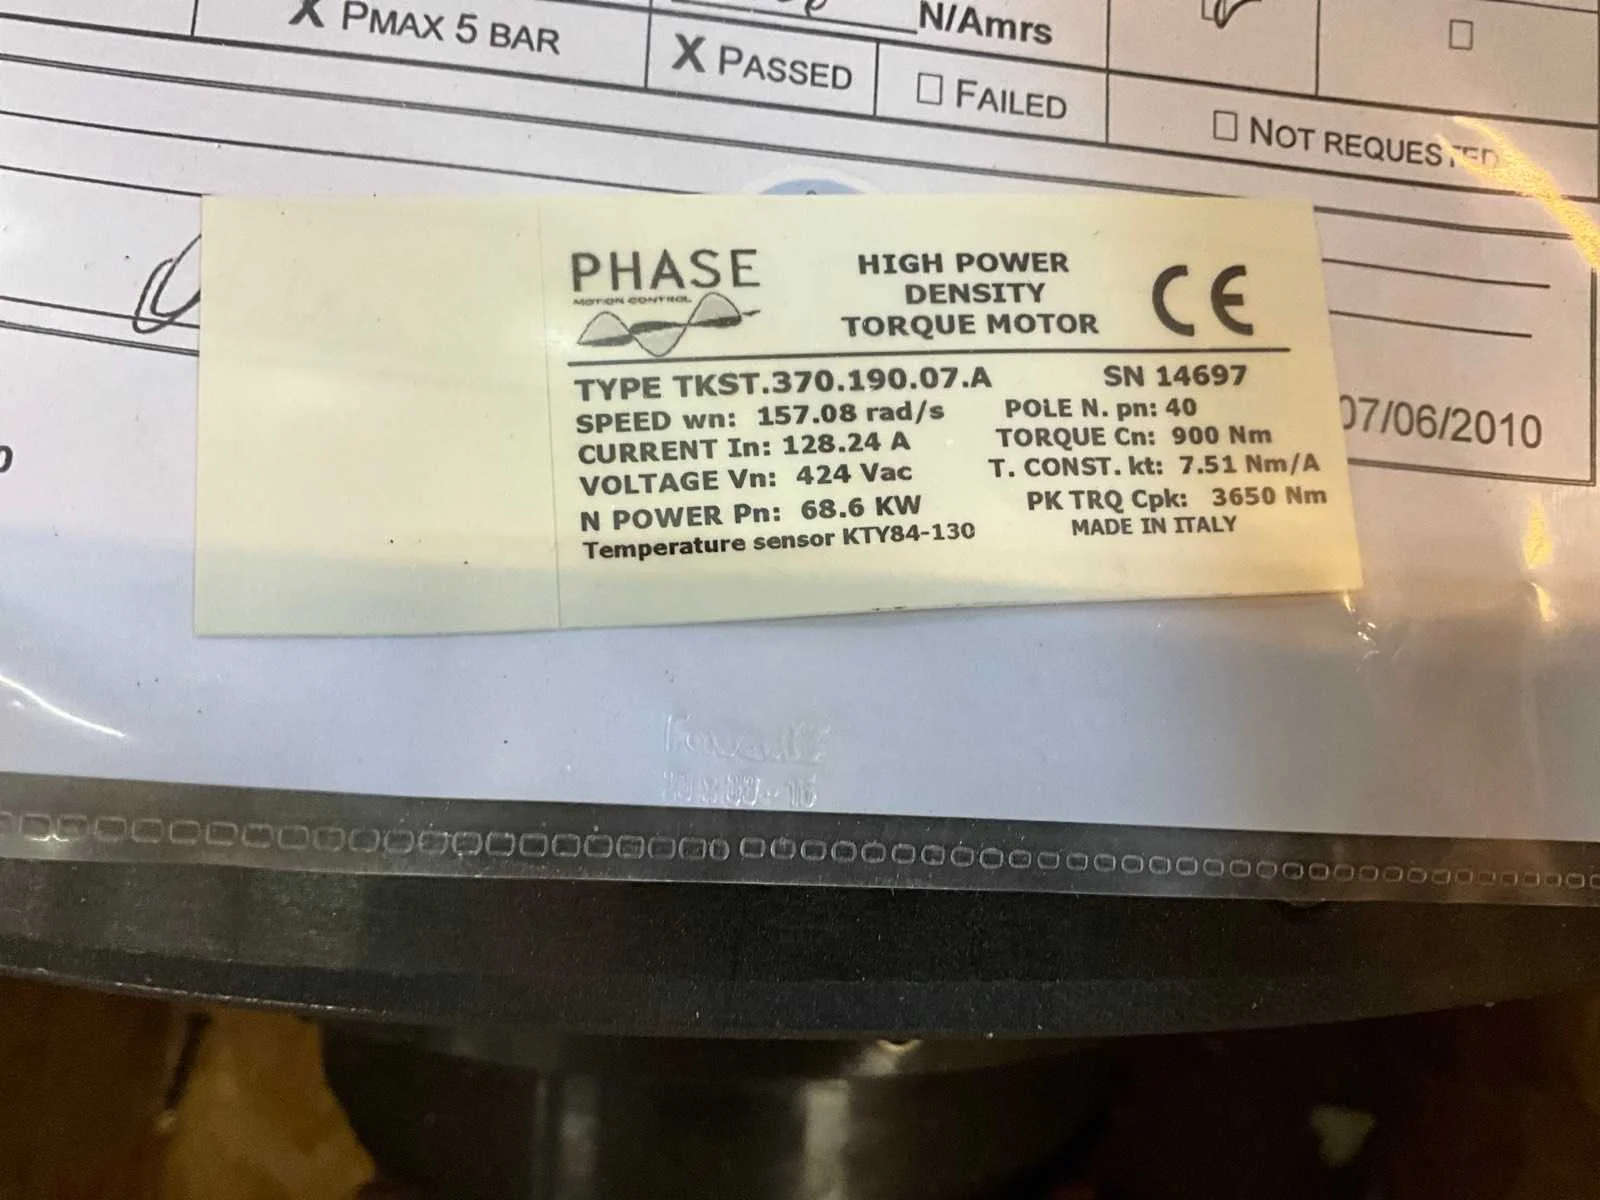 X PMAX 5 BAR
N/Amrs
X PASSED
☐ FAILED
☐ NOT REQUESTED
PHASE
MOTION CONTROL
HIGH POWER
DENSITY
TORQUE MOTOR
CE
TYPE TKST.370.190.07.A SN 14697
SPEED wn: 157.08 rad/s POLE N. pn: 40
CURRENT In: 128.24 A TORQUE Cn: 900 Nm
VOLTAGE Vn: 424 Vac T. CONST. kt: 7.51 Nm/A
N POWER Pn: 68.6 KW PK TRQ Cpk: 3650 Nm
Temperature sensor KTY84-130 MADE IN ITALY
07/06/2010